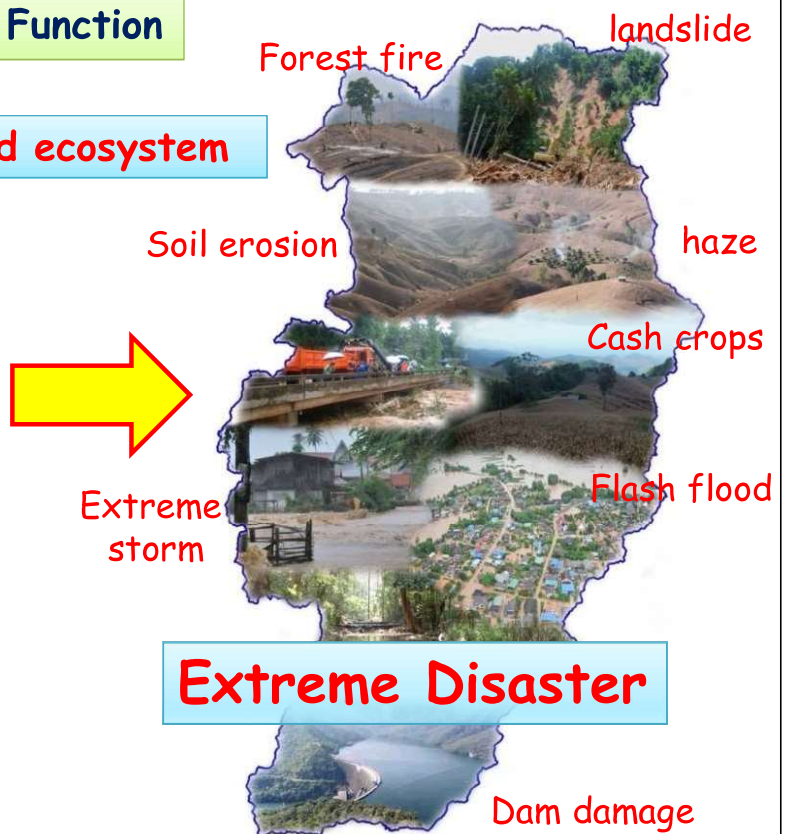 Function
landslide
Forest fire
d ecosystem
Soil erosion
haze
Cash crops
Flash flood
Extreme
storm
Extreme Disaster
Dam damage